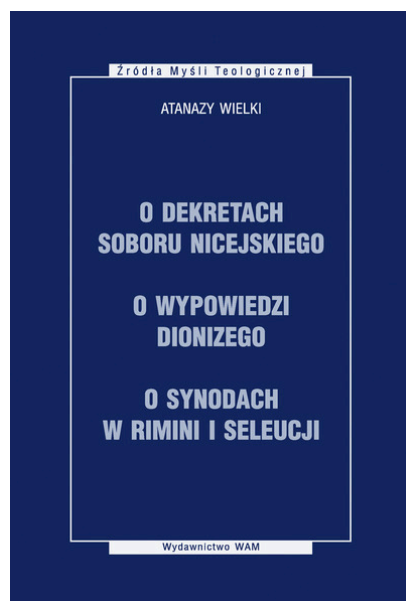 Źródła Myśli Teologicznej
ATANAZY WIELKI
O DEKRETACH
SOBORU NICEJSKIEGO
O WYPOWIEDZI
DIONIZEGO
O SYNODACH
W RIMINI I SELEUCJI
Wydawnictwo WAM